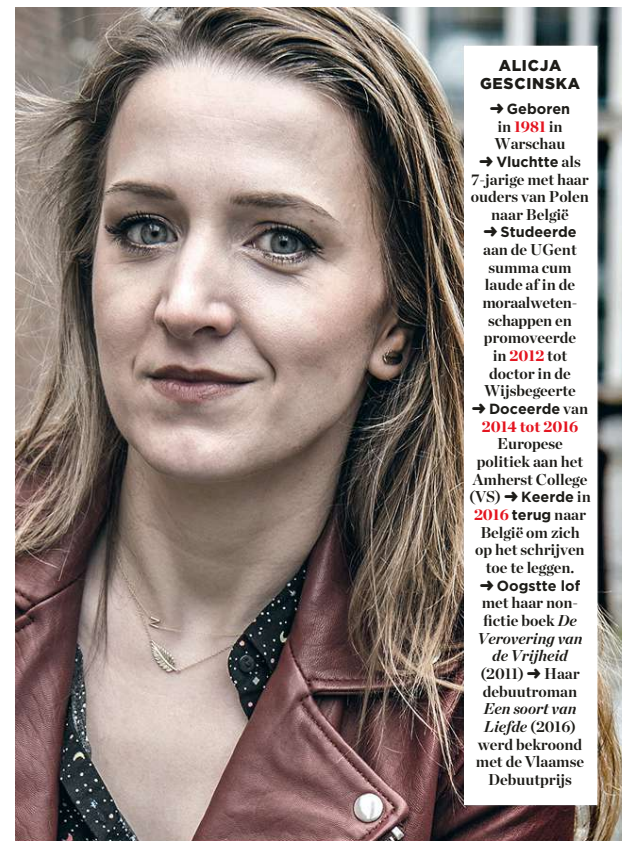 ALICJA
GESCINSKA
➜ Geboren
in 1981 in
Warschau
➜ Vluchtte als
7-jarige met haar
ouders van Polen
naar België
➜ Studeerde
aan de UGent
summa cum
laude af in de
moraalweten-
schappen en
promoveerde
in 2012 tot
doctor in de
Wijsbegeerte
➜ Doceerde van
2014 tot 2016
Europese
politiek aan het
Amherst College
(VS) ➜ Keerde in
2016 terug naar
België om zich
op het schrijven
toe te leggen.
➜ Oogstte lof
met haar non-
fictie boek De
Verovering van
de Vrijheid
(2011) ➜ Haar
debuutroman
Een soort van
Liefde (2016)
werd bekroond
met de Vlaamse
Debuutprijs